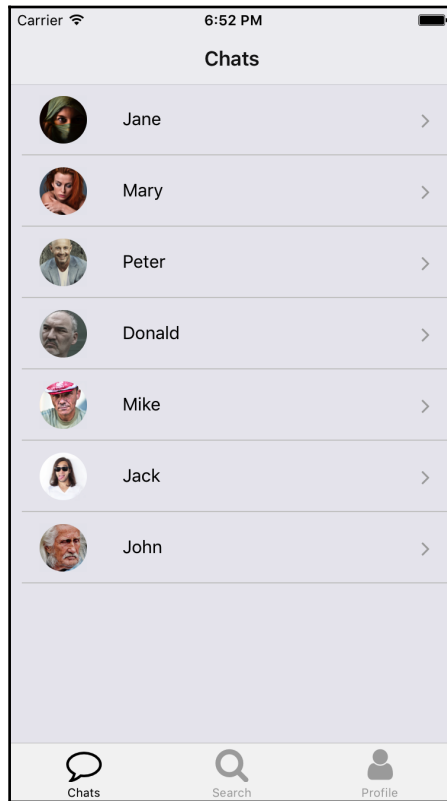 Carrier 6:52 PM
Chats
Jane
Mary
Peter
Donald
Mike
Jack
John
Chats Search Profile